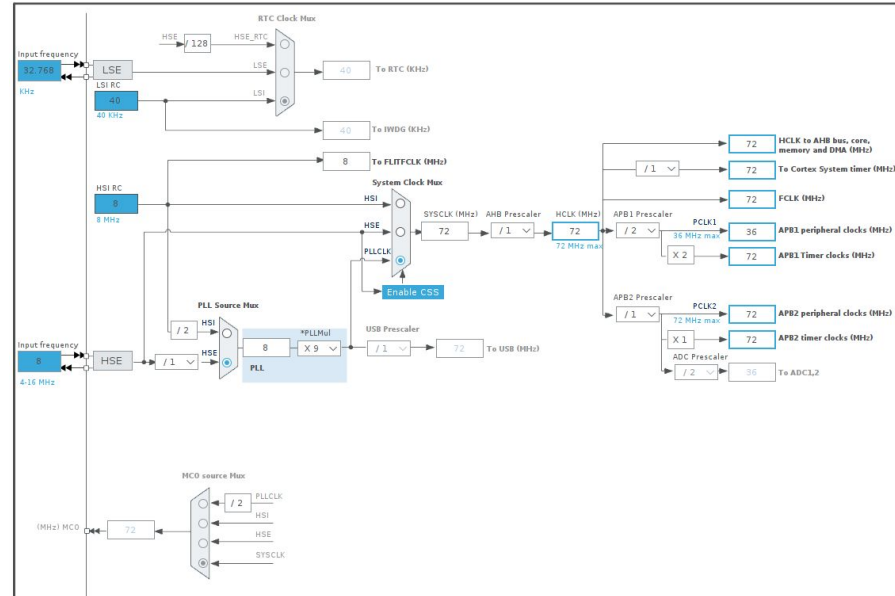 RTC Clock Mux
HSE
/ 128
HSE_RTC
Input frequency
32.768
KHz
LSE
LSE
40
To RTC (KHz)
LSI RC
40
40 KHz
LSI
40
To IWDG (KHz)
8
To FLITFCLK (MHz)
HSI RC
8
8 MHz
System Clock Mux
HSI
HSE
PLLCLK
Enable CSS
SYSCLK (MHz)
72
AHB Prescaler
/ 1
HCLK (MHz)
72
72 MHz max
72
HCLK to AHB bus, core,
memory and DMA (MHz)
/ 1
72
To Cortex System timer (MHz)
72
FCLK (MHz)
APB1 Prescaler
/ 2
PCLK1
36 MHz max
36
APB1 peripheral clocks (MHz)
X 2
72
APB1 Timer clocks (MHz)
APB2 Prescaler
/ 1
PCLK2
72 MHz max
72
APB2 peripheral clocks (MHz)
X 1
72
APB2 timer clocks (MHz)
ADC Prescaler
/ 2
36
To ADC1,2
PLL Source Mux
/ 2
HSI
Input frequency
8
4-16 MHz
HSE
/ 1
HSE
8
*PLLMul
X 9
PLL
USB Prescaler
/ 1
72
To USB (MHz)
MCO source Mux
/ 2
PLLCLK
HSI
HSE
SYSCLK
(MHz) MCO
72